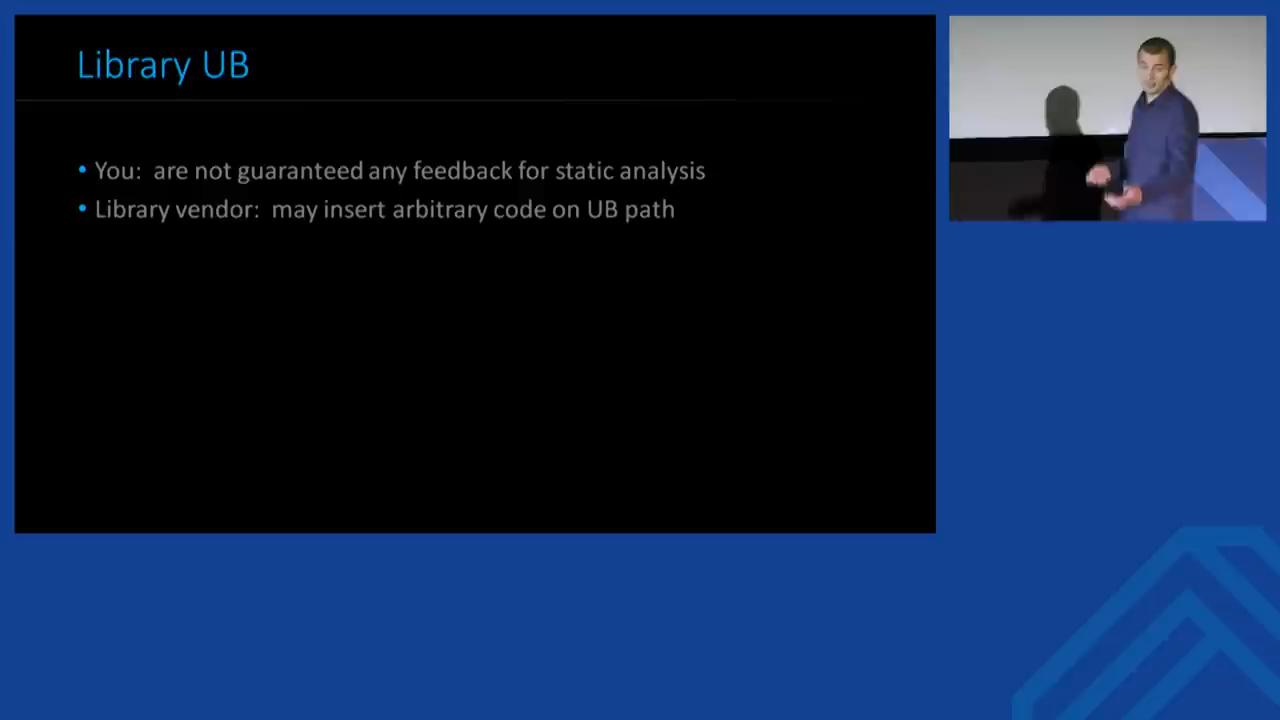 Library UB
• You: are not guaranteed any feedback for static analysis
• Library vendor: may insert arbitrary code on UB path